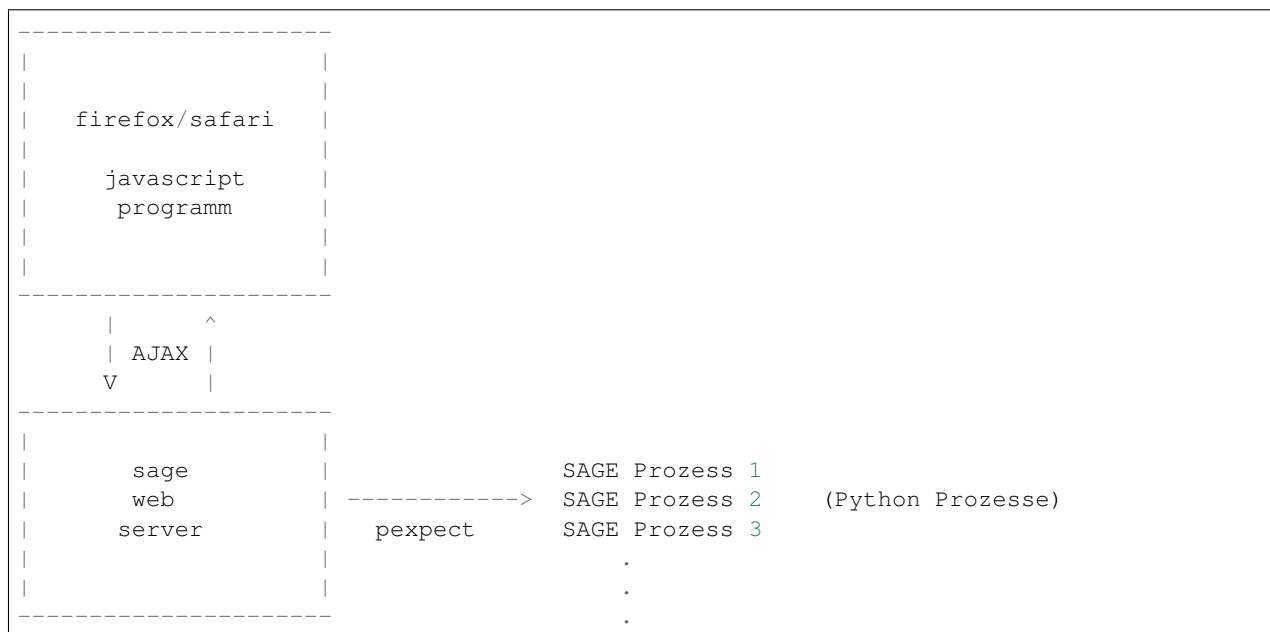 ----------------------
|                    |
|                    |
|   firefox/safari   |
|                    |
|     javascript     |
|      programm      |
|                    |
|                    |
----------------------
      |      ^
      | AJAX |
      V      |
----------------------
|                    |
|       sage         |                SAGE Prozess 1
|       web          | ------------>  SAGE Prozess 2    (Python Prozesse)
|      server        |   pexpect      SAGE Prozess 3
|                    |                    .
|                    |                    .
----------------------                    .